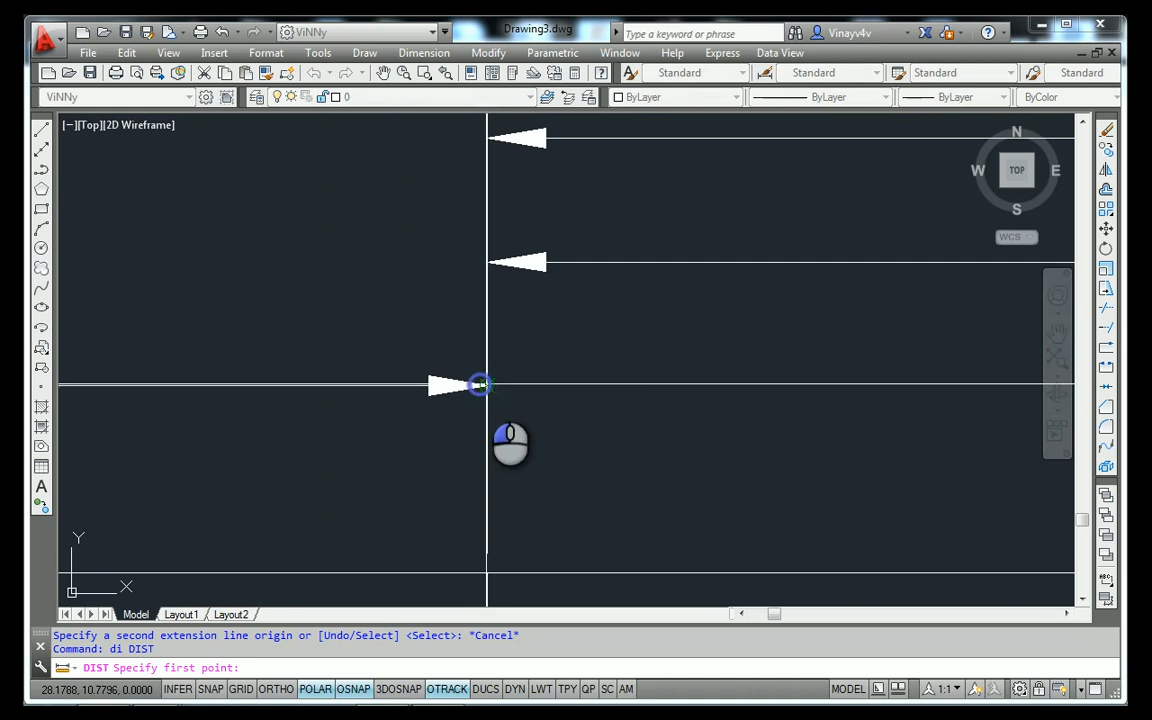 ViNNy
Drawing3.dwg
Type a keyword or phrase
Vinayv4v
File Edit View Insert Format Tools Draw Dimension Modify Parametric Window Help Express Data View
Standard Standard Standard Standard
ViNNy 0 ByLayer ByLayer ByLayer ByColor
[−][Top][2D Wireframe]
N
W TOP E
S
WCS
Y
X
Model Layout1 Layout2
Specify a second extension line origin or [Undo/Select] <Select>: *Cancel*
Command: di DIST
DIST Specify first point:
28.1788, 10.7796, 0.0000 INFER SNAP GRID ORTHO POLAR OSNAP 3DOSNAP OTRACK DUCS DYN LWT TPY QP SC AM MODEL 1:1